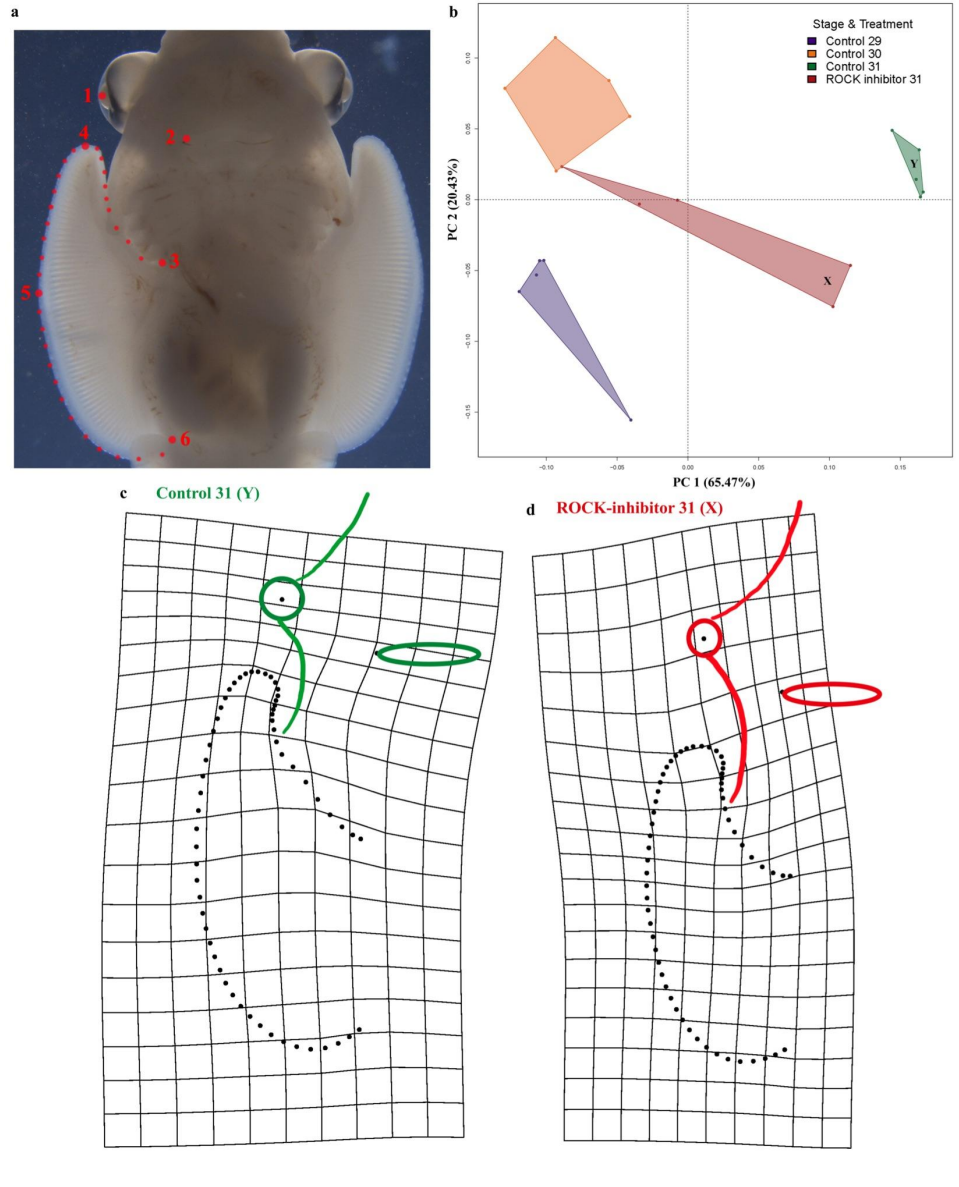 a
1
2
4
3
5
6
b
Stage & Treatment
Control 29
Control 30
Control 31
ROCK inhibitor 31
Y
X
PC 2 (20.43%)
0.10
0.05
0.00
−0.05
−0.10
−0.15
−0.10
−0.05
0.00
0.05
0.10
0.15
PC 1 (65.47%)
c
Control 31 (Y)
d
ROCK-inhibitor 31 (X)